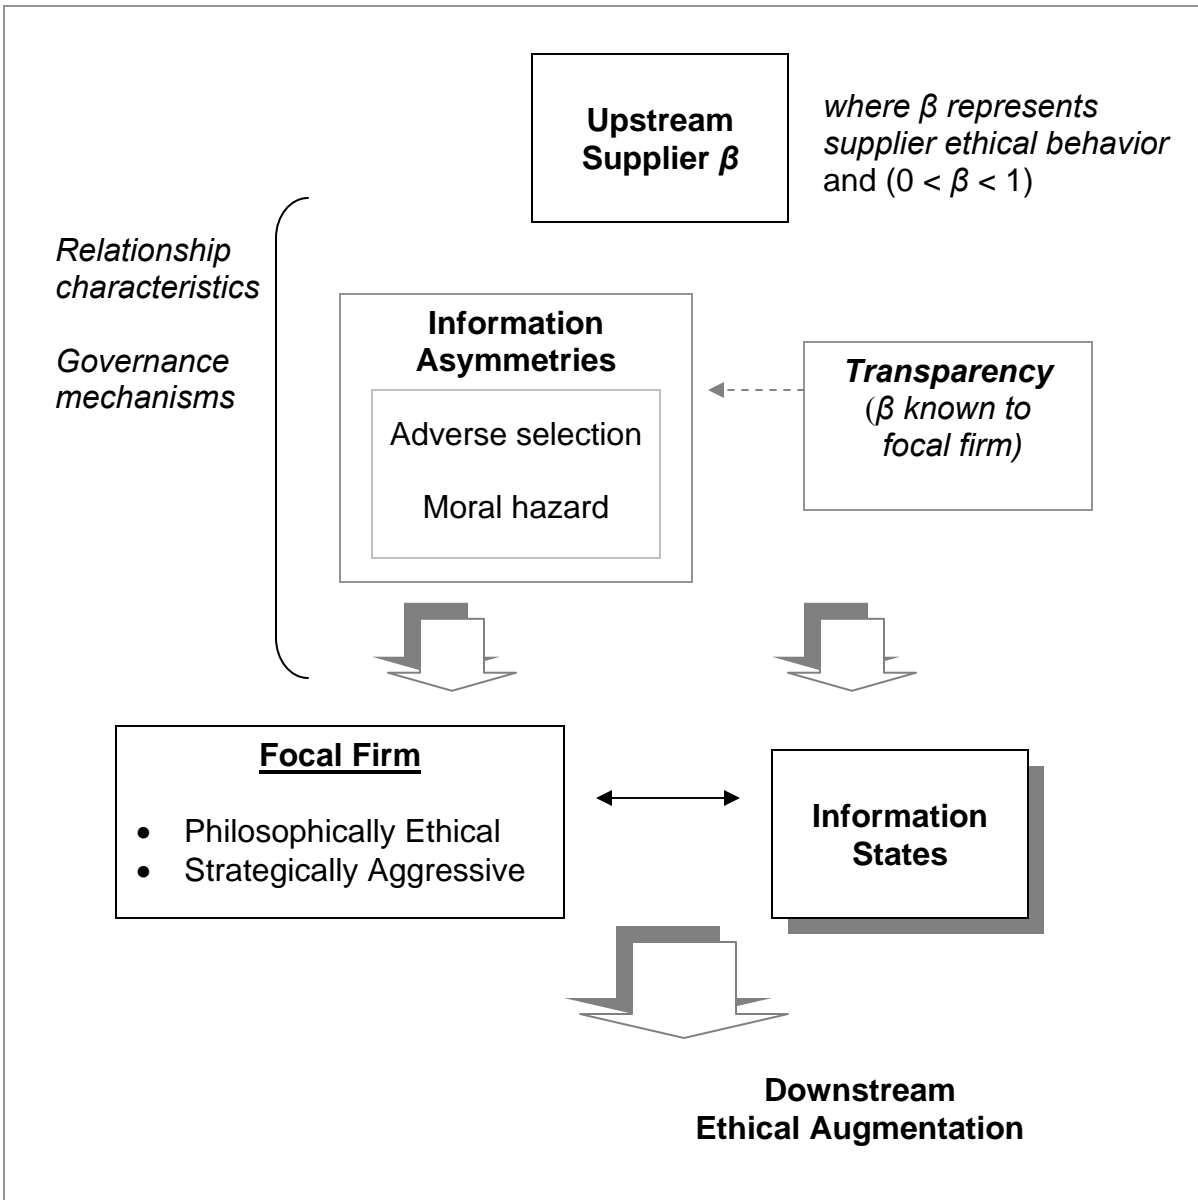 Upstream
Supplier β
where β represents
supplier ethical behavior
and (0 < β < 1)
Relationship
characteristics
Governance
mechanisms
Information
Asymmetries
Adverse selection
Moral hazard
Transparency
(β known to
focal firm)
Focal Firm
• Philosophically Ethical
• Strategically Aggressive
Information
States
Downstream
Ethical Augmentation